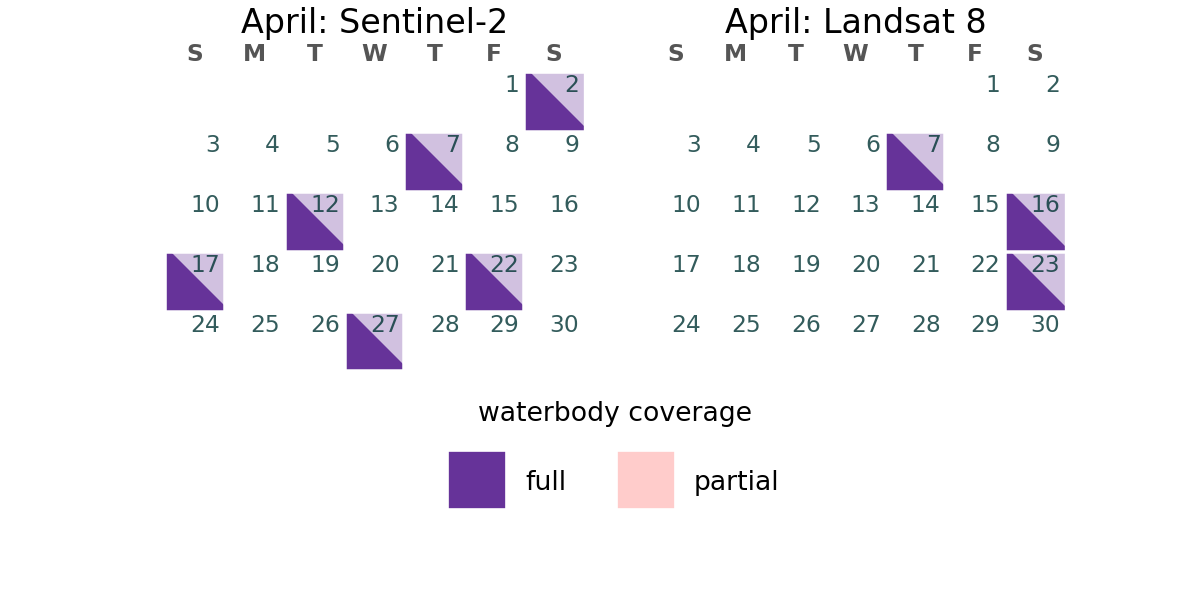 April: Sentinel-2
S M T W T F S
1 2
3 4 5 6 7 8 9
10 11 12 13 14 15 16
17 18 19 20 21 22 23
24 25 26 27 28 29 30
April: Landsat 8
S M T W T F S
1 2
3 4 5 6 7 8 9
10 11 12 13 14 15 16
17 18 19 20 21 22 23
24 25 26 27 28 29 30
waterbody coverage
full partial